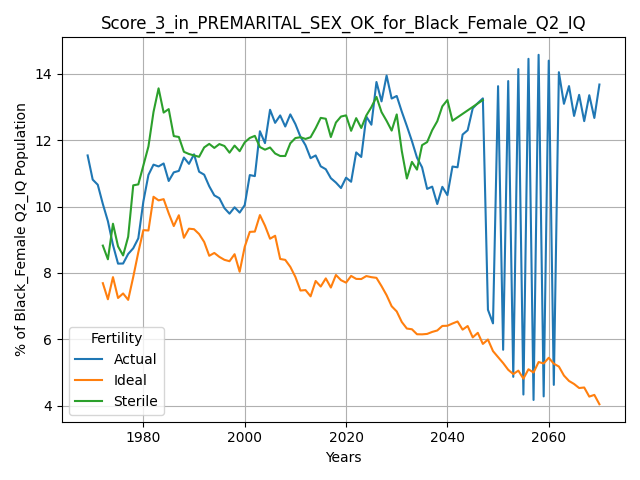 Score_3_in_PREMARITAL_SEX_OK_for_Black_Female_Q2_IQ
% of Black_Female Q2_IQ Population
14
12
10
8
6
4
Fertility
Actual
Ideal
Sterile
1980
2000
2020
2040
2060
Years